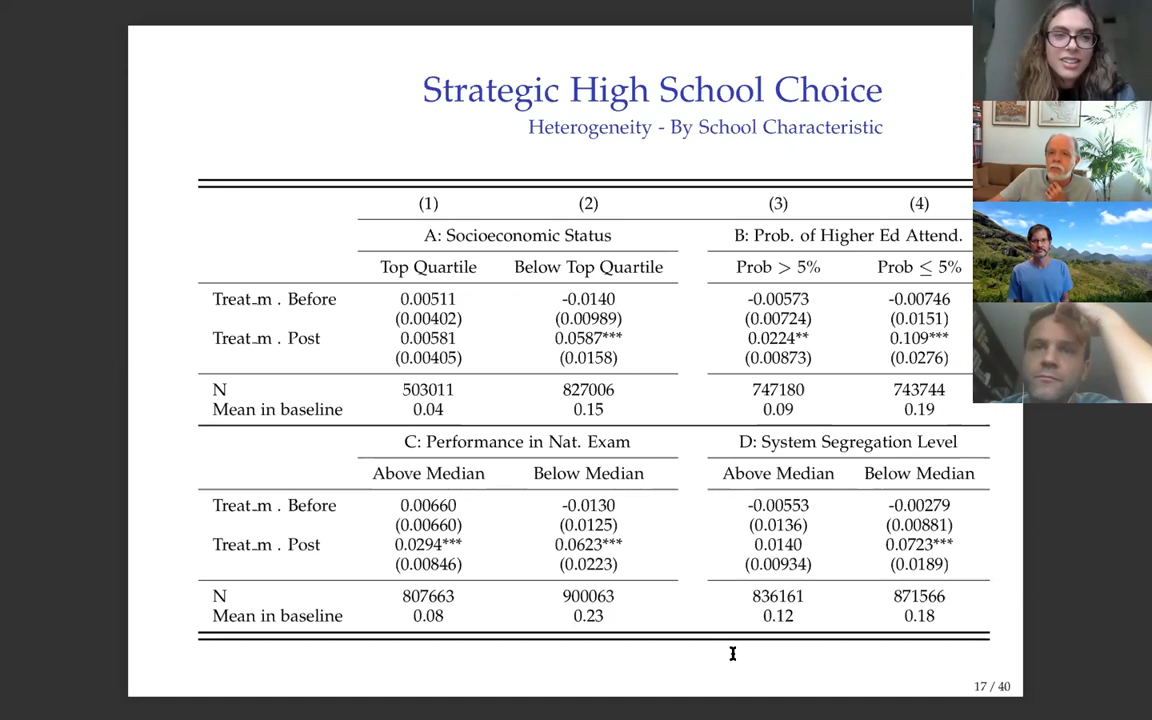 Strategic High School Choice
Heterogeneity - By School Characteristic
(1) (2) (3) (4)
A: Socioeconomic Status B: Prob. of Higher Ed Attend.
Top Quartile Below Top Quartile Prob > 5% Prob ≤ 5%
Treat_m . Before 0.00511 -0.0140 -0.00573 -0.00746
(0.00402) (0.00989) (0.00724) (0.0151)
Treat_m . Post 0.00581 0.0587*** 0.0224** 0.109***
(0.00405) (0.0158) (0.00873) (0.0276)
N 503011 827006 747180 743744
Mean in baseline 0.04 0.15 0.09 0.19
C: Performance in Nat. Exam D: System Segregation Level
Above Median Below Median Above Median Below Median
Treat_m . Before 0.00660 -0.0130 -0.00553 -0.00279
(0.00660) (0.0125) (0.0136) (0.00881)
Treat_m . Post 0.0294*** 0.0623*** 0.0140 0.0723***
(0.00846) (0.0223) (0.00934) (0.0189)
N 807663 900063 836161 871566
Mean in baseline 0.08 0.23 0.12 0.18
17 / 40